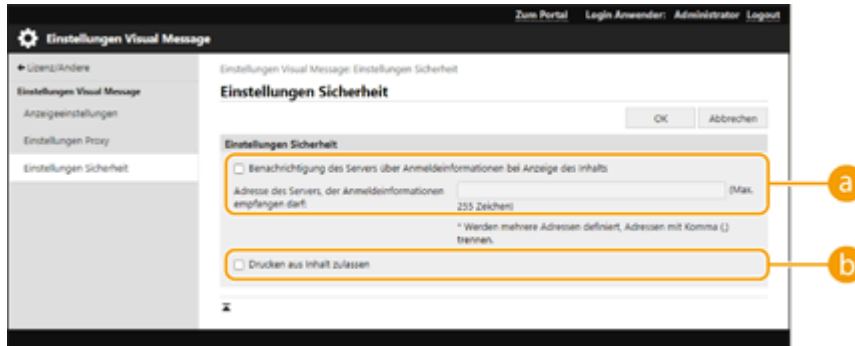 Zum Portal Login Anwender: Administrator Logout
Einstellungen Visual Message
Lizenz/Andere
Einstellungen Visual Message
Anzeigeeinstellungen
Einstellungen Proxy
Einstellungen Sicherheit
Einstellungen Visual Message: Einstellungen Sicherheit
Einstellungen Sicherheit
OK Abbrechen
Einstellungen Sicherheit
Benachrichtigung des Servers über Anmeldeinformationen bei Anzeige des Inhalts
Adresse des Servers, der Anmeldeinformationen
empfangen darf:
(Max.
255 Zeichen)
* Werden mehrere Adressen definiert, Adressen mit Komma (,)
trennen.
Drucken aus Inhalt zulassen
a
b